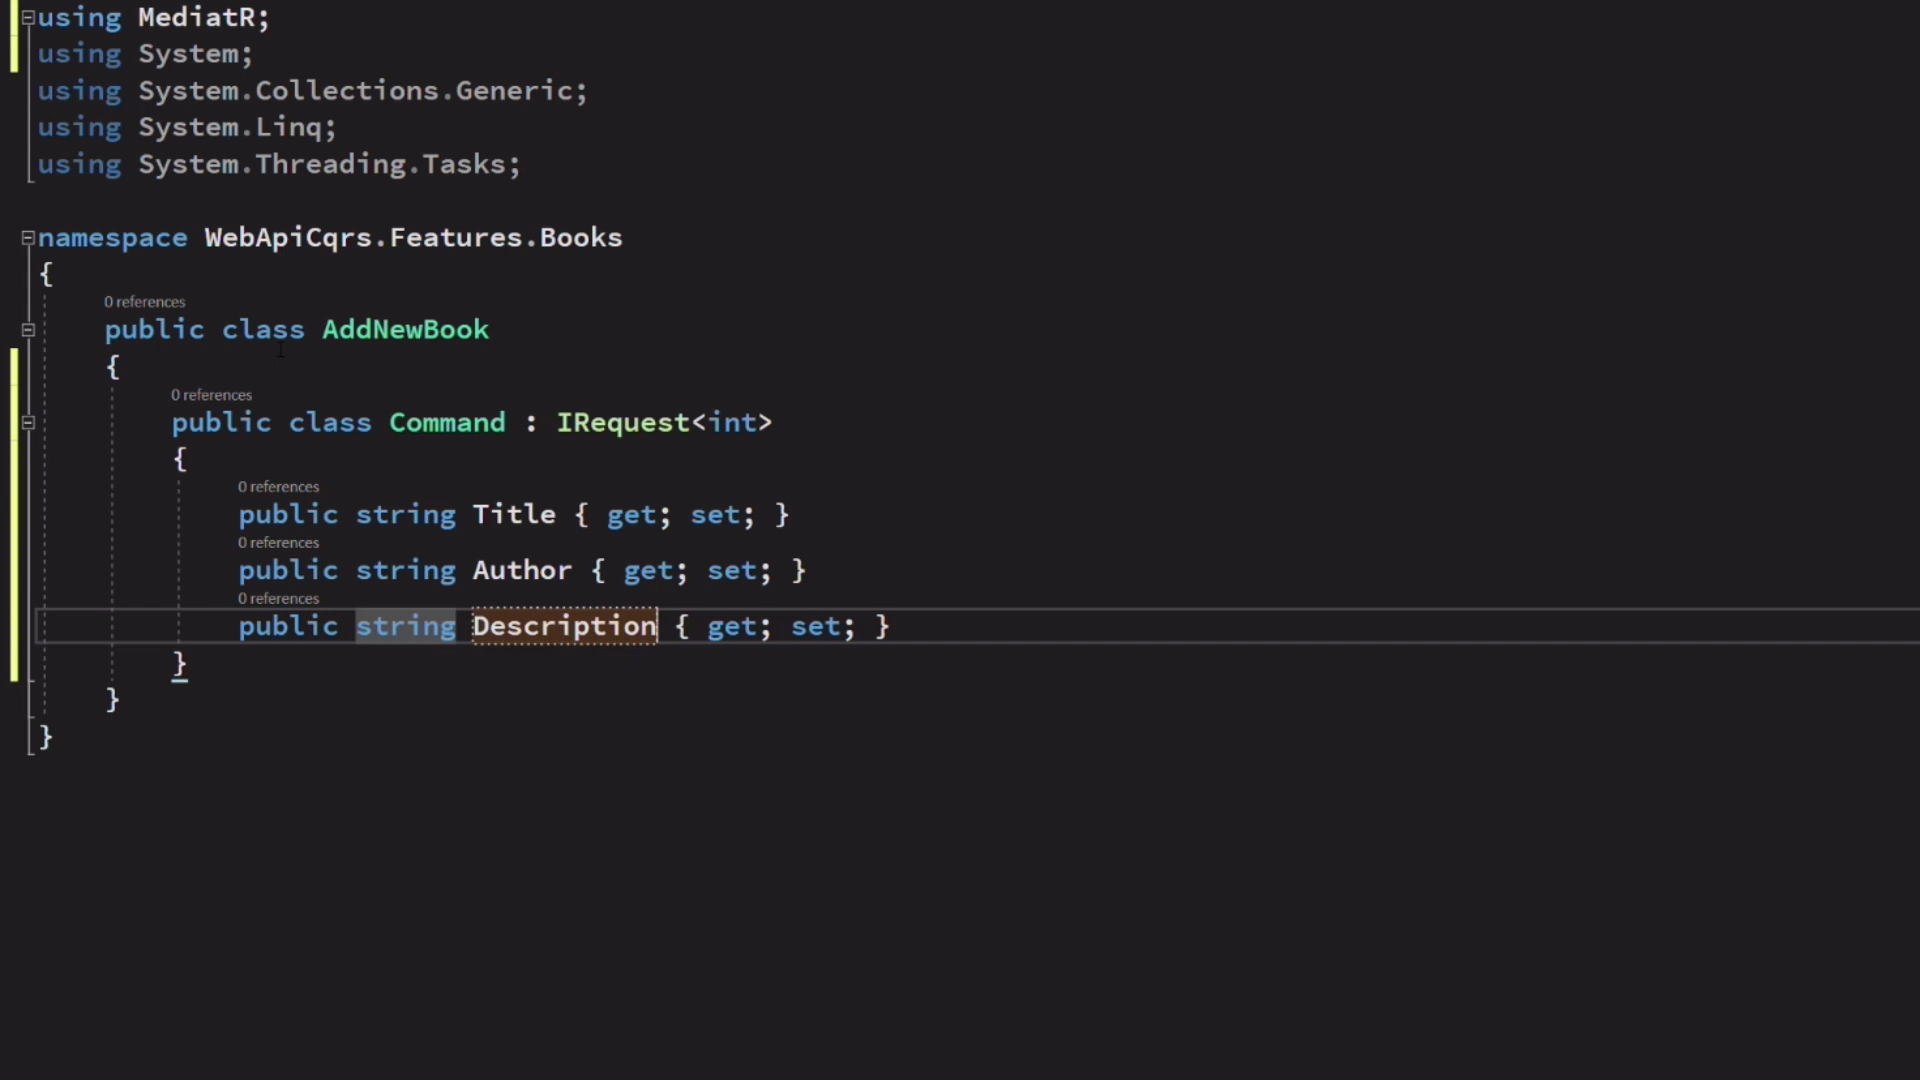 using MediatR;
using System;
using System.Collections.Generic;
using System.Linq;
using System.Threading.Tasks;
namespace WebApiCqrs.Features.Books
{
0 references
public class AddNewBook
{
0 references
public class Command : IRequest<int>
{
0 references
public string Title { get; set; }
0 references
public string Author { get; set; }
0 references
public string Description { get; set; }
}
}
}